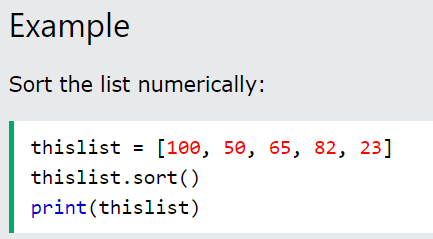 Example
Sort the list numerically:
thislist = [100, 50, 65, 82, 23]
thislist.sort()
print(thislist)